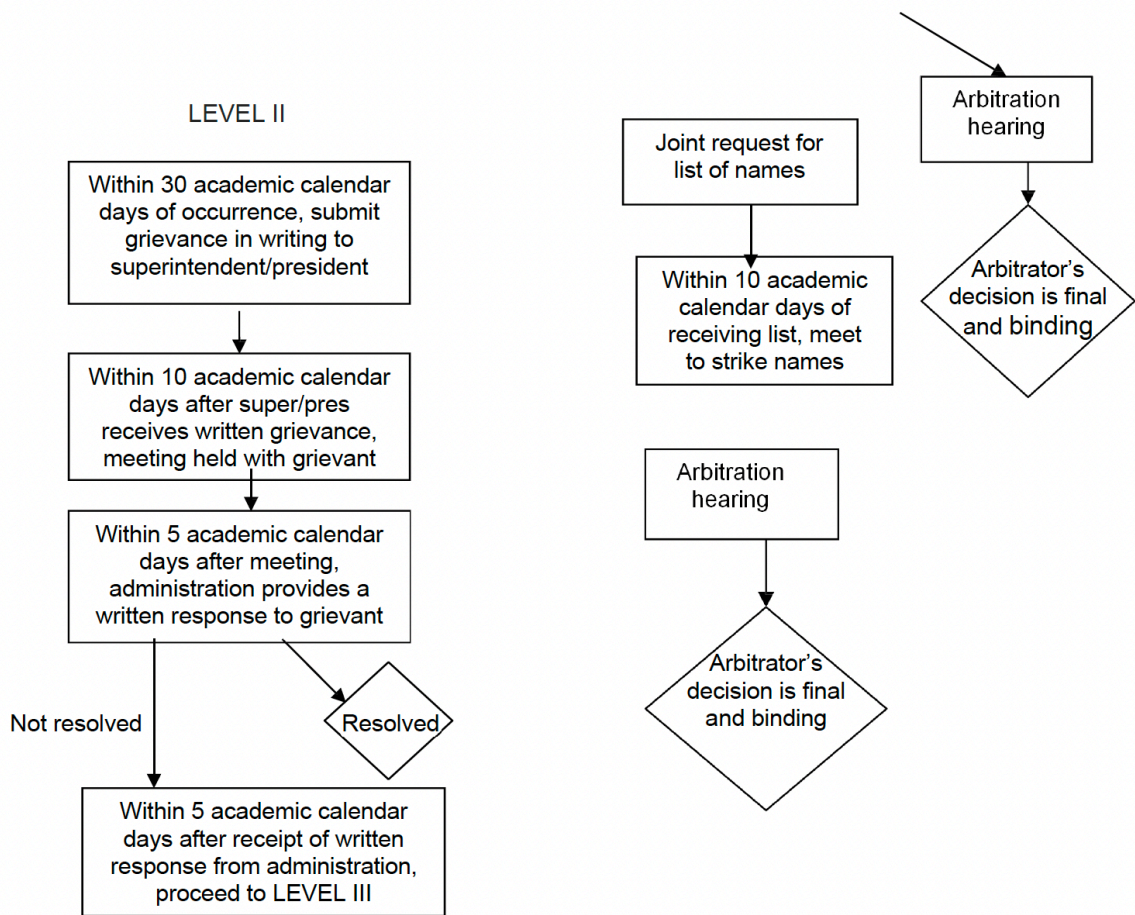 LEVEL II
Within 30 academic calendar
days of occurrence, submit
grievance in writing to
superintendent/president
Within 10 academic calendar
days after super/pres
receives written grievance,
meeting held with grievant
Within 5 academic calendar
days after meeting,
administration provides a
written response to grievant
Not resolved
Resolved
Within 5 academic calendar
days after receipt of written
response from administration,
proceed to LEVEL III
Joint request for
list of names
Within 10 academic
calendar days of
receiving list, meet
to strike names
Arbitration
hearing
Arbitrator’s
decision is final
and binding
Arbitration
hearing
Arbitrator’s
decision is final
and binding